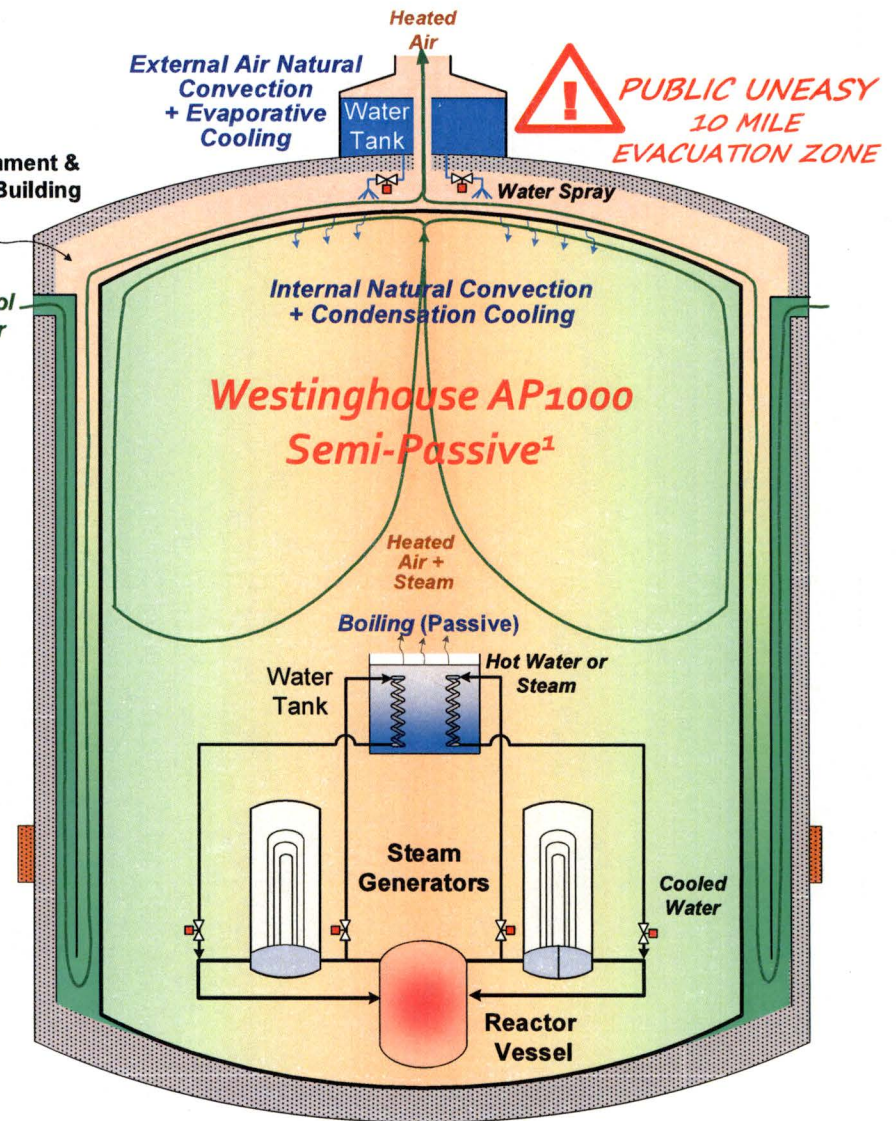 Heated
Air
External Air Natural
Convection
+ Evaporative
Cooling
Water
Tank
PUBLIC UNEASY
10 MILE
EVACUATION ZONE
!
Water Spray
nment &
Building
ol
r
Internal Natural Convection
+ Condensation Cooling
Westinghouse AP1000
Semi-Passive¹
Heated
Air +
Steam
Boiling (Passive)
Water
Tank
Hot Water or
Steam
Steam
Generators
Cooled
Water
Reactor
Vessel